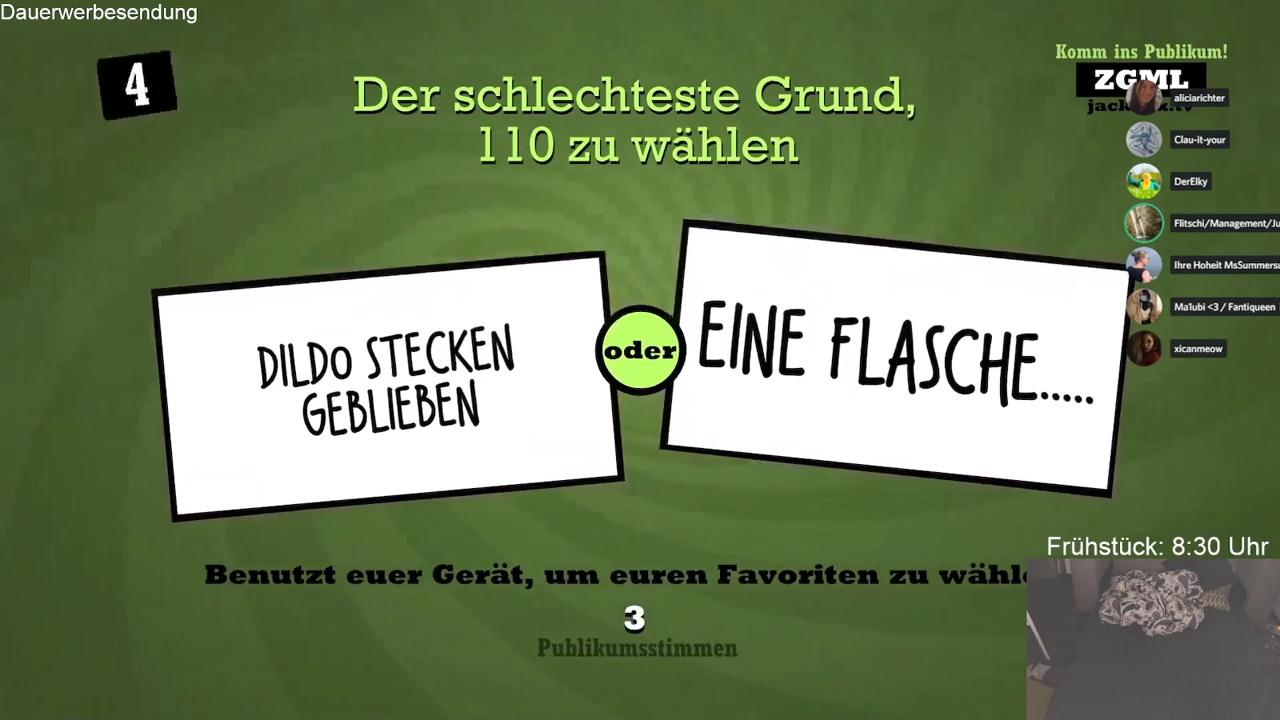 Dauerwerbesendung
4
Der schlechteste Grund,
110 zu wählen
Komm ins Publikum!
ZGML
aliciarichter
Clau-it-your
DerElky
Flitschi/Management/Ju
Ihre Hoheit MsSummersu
Ma1ubi <3 / Fantiqueen
xicanmeow
DILDO STECKEN
GEBLIEBEN
oder
EINE FLASCHE.....
Frühstück: 8:30 Uhr
Benutzt euer Gerät, um euren Favoriten zu wähle
3
Publikumsstimmen